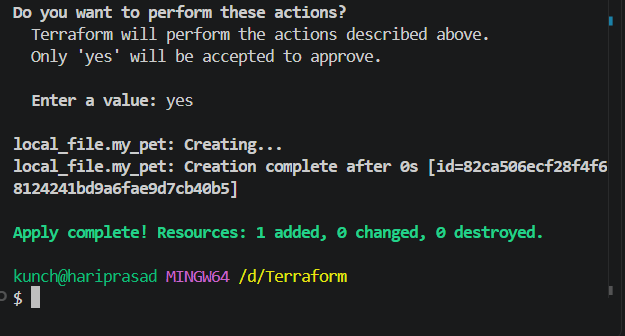 Do you want to perform these actions?
  Terraform will perform the actions described above.
  Only 'yes' will be accepted to approve.

  Enter a value: yes

local_file.my_pet: Creating...
local_file.my_pet: Creation complete after 0s [id=82ca506ecf28f4f6
8124241bd9a6fae9d7cb40b5]

Apply complete! Resources: 1 added, 0 changed, 0 destroyed.

kunch@hariprasad MINGW64 /d/Terraform
$